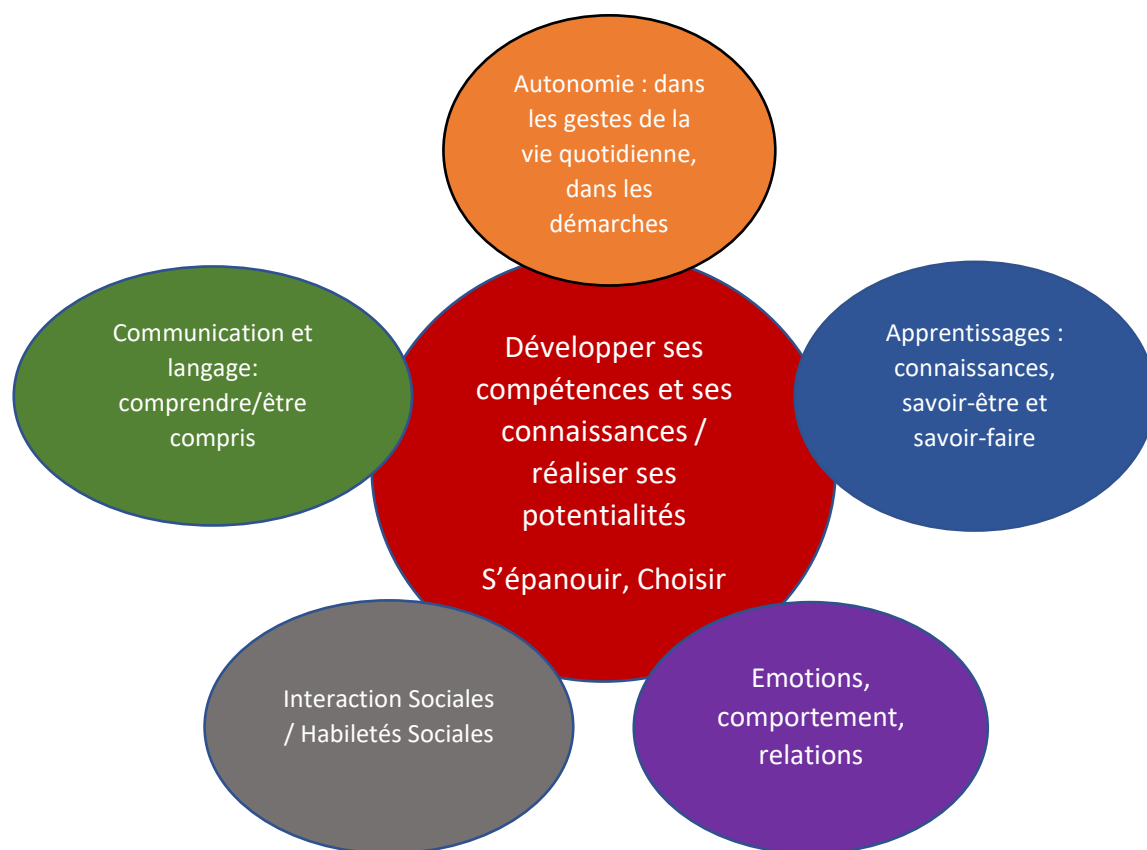 Autonomie : dans
les gestes de la
vie quotidienne,
dans les
démarches
Communication et
langage:
comprendre/être
compris
Développer ses
compétences et ses
connaissances /
réaliser ses
potentialités
S’épanouir, Choisir
Apprentissages :
connaissances,
savoir-être et
savoir-faire
Interaction Sociales
/ Habiletés Sociales
Emotions,
comportement,
relations